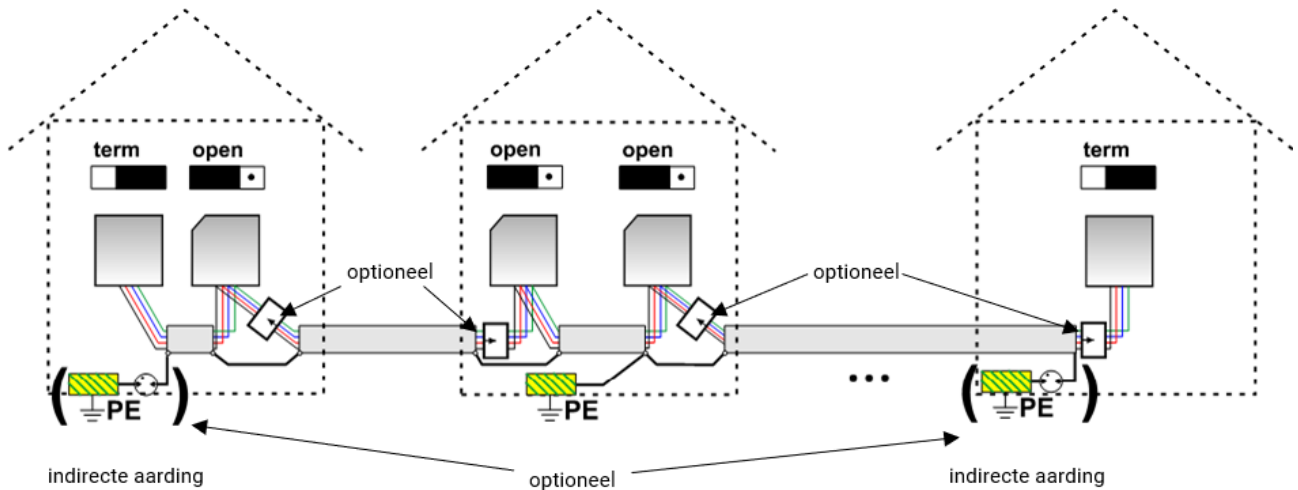 term open
open open
term
optioneel
optioneel
PE
PE
PE
indirecte aarding
optioneel
indirecte aarding